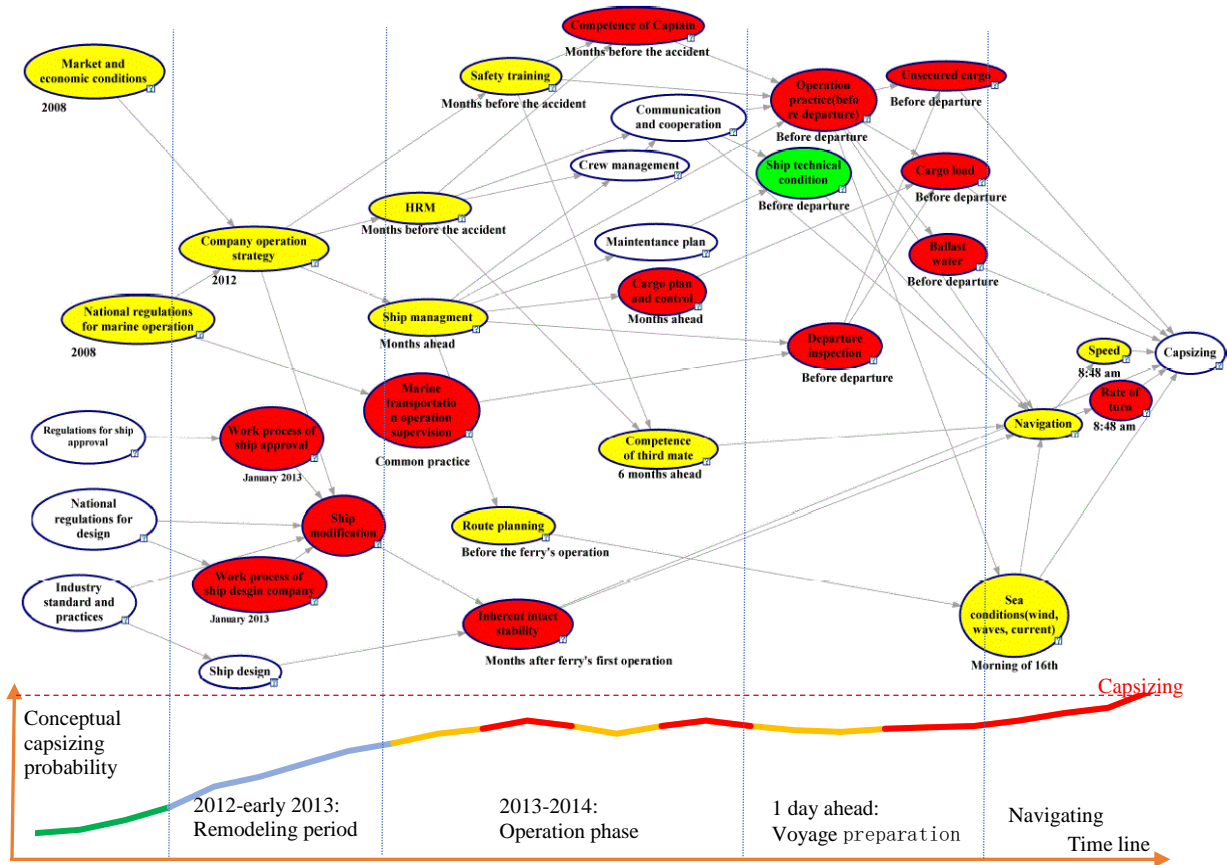 Market and
economic conditions
2008
Competence of Captain
Months before the accident
Safety training
Months before the accident
Communication
and cooperation
Operation
practice(befo
re departure)
Before departure
Unsecured cargo
Before departure
Crew management
Ship technical
condition
Before departure
Cargo load
Before departure
HRM
Months before the accident
Company operation
strategy
2012
Maintentance plan
Ballast
water
Before departure
Cargo plan
and control
Months ahead
National regulations
for marine operation
2008
Ship managment
Months ahead
Departure
inspection
Before departure
Speed
8:48 am
Capsizing
Marine
transportatio
n operation
supervision
Common practice
Rate of
turn
8:48 am
Navigation
Regulations for ship
approval
Work process of
ship approval
January 2013
Competence
of third mate
6 months ahead
National
regulations for
design
Ship
modification
Route planning
Before the ferry's operation
Industry
standard and
practices
Work process of
ship desgin company
January 2013
Inherent intact
stability
Months after ferry's first operation
Sea
conditions(wind,
waves, current)
Morning of 16th
Ship design
Capsizing
Conceptual
capsizing
probability
2012-early 2013:
Remodeling period
2013-2014:
Operation phase
1 day ahead:
Voyage preparation
Navigating
Time line